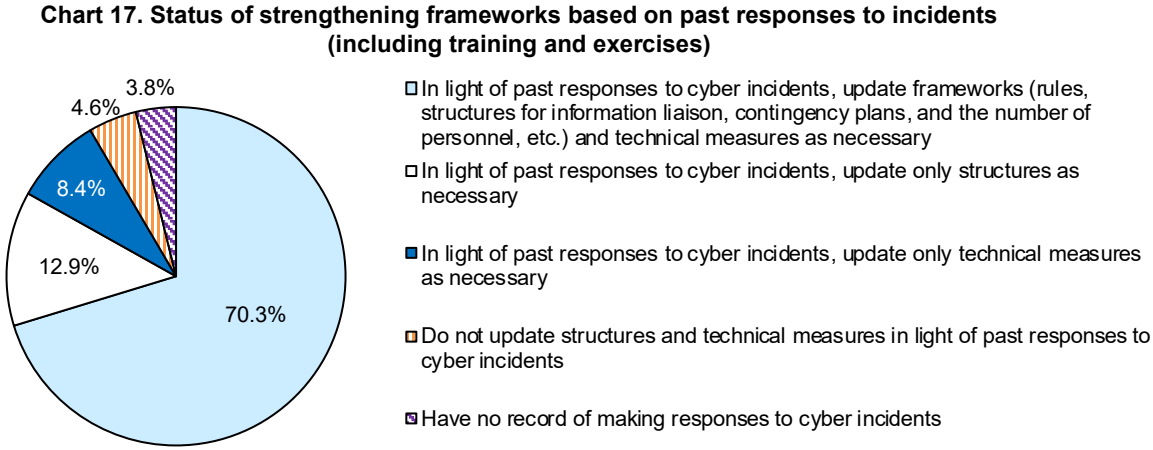 Chart 17. Status of strengthening frameworks based on past responses to incidents
(including training and exercises)
3.8%
4.6%
8.4%
12.9%
70.3%
In light of past responses to cyber incidents, update frameworks (rules,
structures for information liaison, contingency plans, and the number of
personnel, etc.) and technical measures as necessary
In light of past responses to cyber incidents, update only structures as
necessary
In light of past responses to cyber incidents, update only technical measures
as necessary
Do not update structures and technical measures in light of past responses to
cyber incidents
Have no record of making responses to cyber incidents